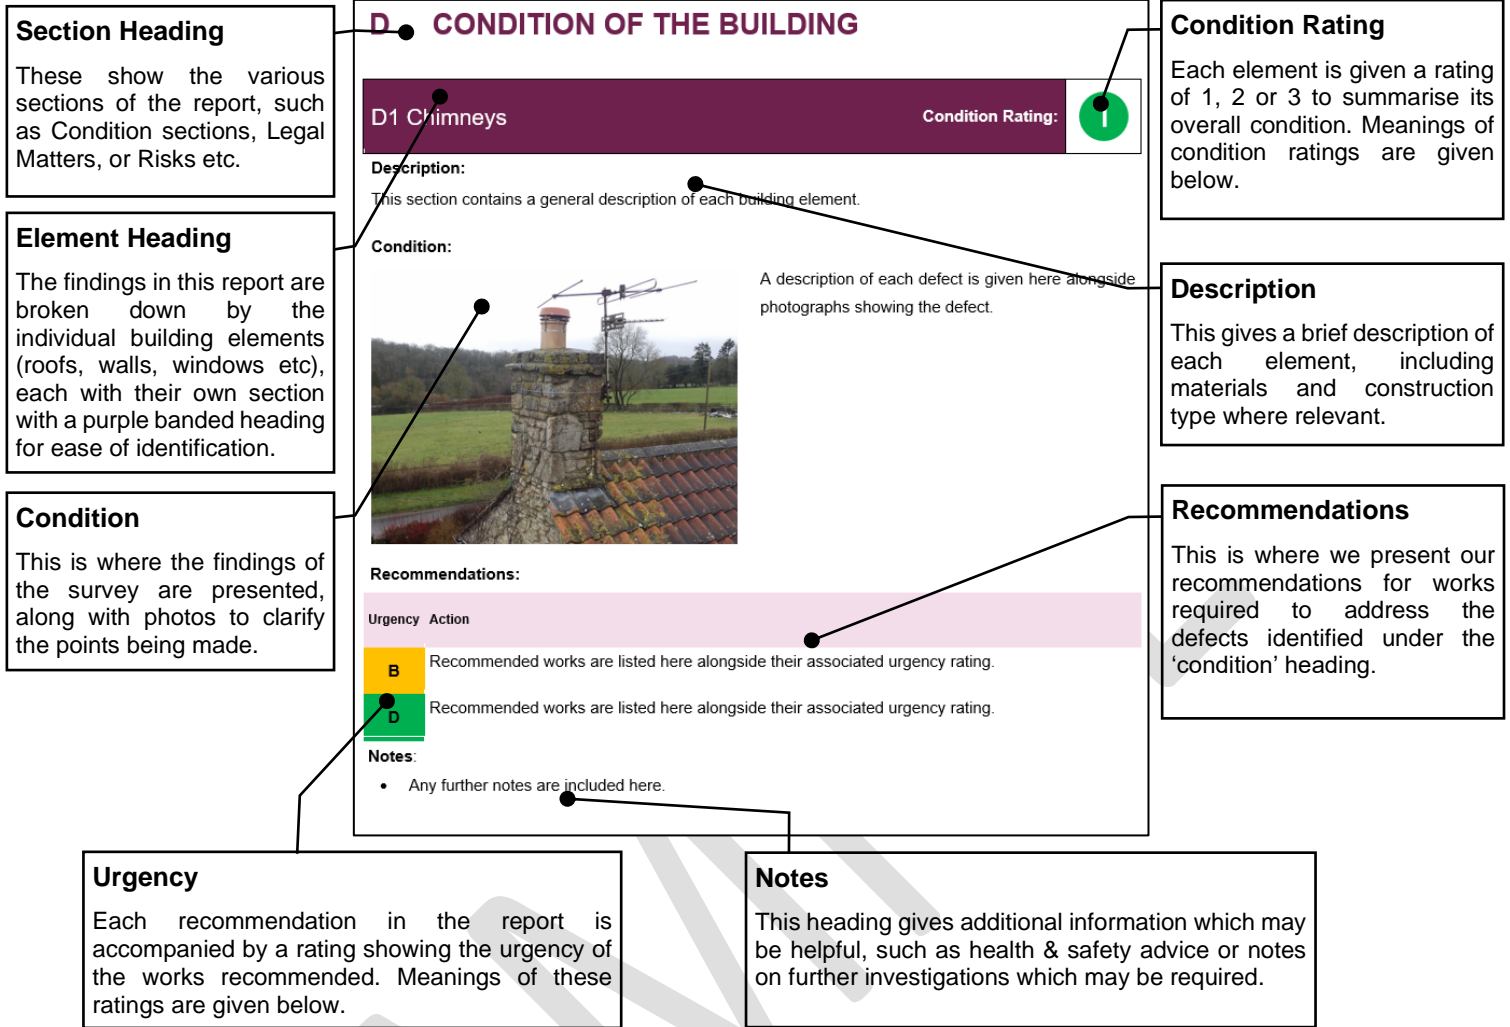 Section Heading
These show the various
sections of the report, such
as Condition sections, Legal
Matters, or Risks etc.
Element Heading
The findings in this report are
broken down by the
individual building elements
(roofs, walls, windows etc),
each with their own section
with a purple banded heading
for ease of identification.
Condition
This is where the findings of
the survey are presented,
along with photos to clarify
the points being made.
D CONDITION OF THE BUILDING
D1 Chimneys Condition Rating: 1
Description:
This section contains a general description of each building element.
Condition:
A description of each defect is given here alongside
photographs showing the defect.
Recommendations:
Urgency Action
B Recommended works are listed here alongside their associated urgency rating.
D Recommended works are listed here alongside their associated urgency rating.
Notes:
• Any further notes are included here.
Condition Rating
Each element is given a rating
of 1, 2 or 3 to summarise its
overall condition. Meanings of
condition ratings are given
below.
Description
This gives a brief description of
each element, including
materials and construction
type where relevant.
Recommendations
This is where we present our
recommendations for works
required to address the
defects identified under the
‘condition’ heading.
Urgency
Each recommendation in the report is
accompanied by a rating showing the urgency of
the works recommended. Meanings of these
ratings are given below.
Notes
This heading gives additional information which may
be helpful, such as health & safety advice or notes
on further investigations which may be required.